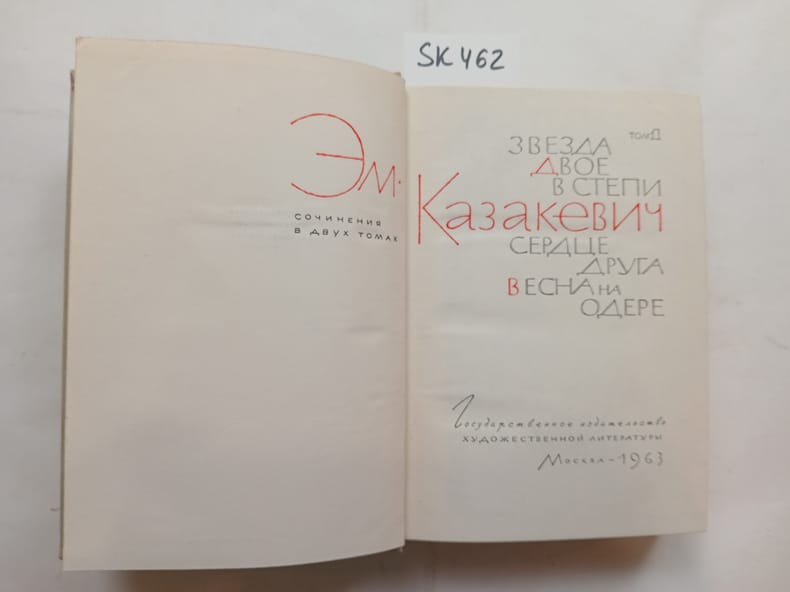 SK 462
Эм.
СОЧИНЕНИЯ
В ДВУХ ТОМАХ
ТОМ 1
ЗВЕЗДА
ДВОЕ
В СТЕПИ
Казакевич
СЕРДЦЕ
ДРУГА
ВЕСНА НА
ОДЕРЕ
Государственное издательство
ХУДОЖЕСТВЕННОЙ ЛИТЕРАТУРЫ
Москва – 1963